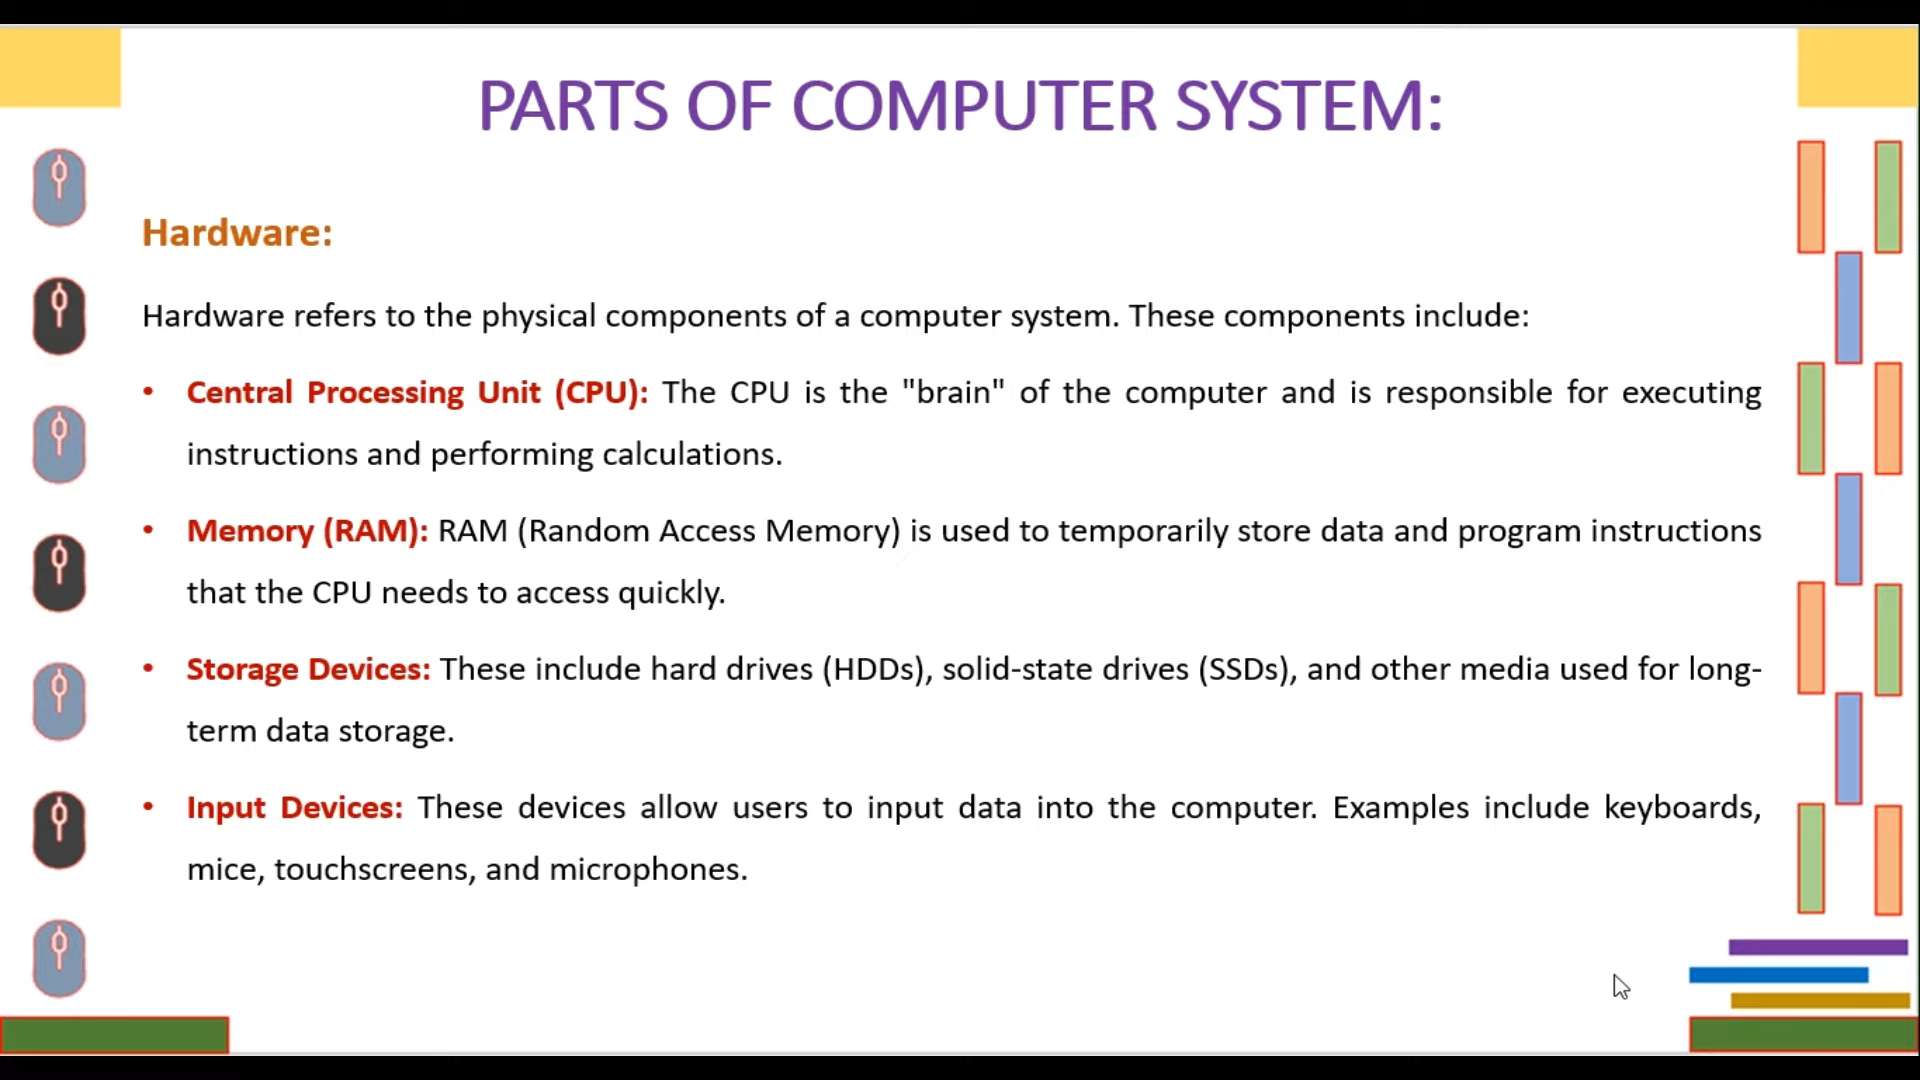 PARTS OF COMPUTER SYSTEM:
Hardware:
Hardware refers to the physical components of a computer system. These components include:
• Central Processing Unit (CPU): The CPU is the "brain" of the computer and is responsible for executing
instructions and performing calculations.
• Memory (RAM): RAM (Random Access Memory) is used to temporarily store data and program instructions
that the CPU needs to access quickly.
• Storage Devices: These include hard drives (HDDs), solid-state drives (SSDs), and other media used for long-
term data storage.
• Input Devices: These devices allow users to input data into the computer. Examples include keyboards,
mice, touchscreens, and microphones.